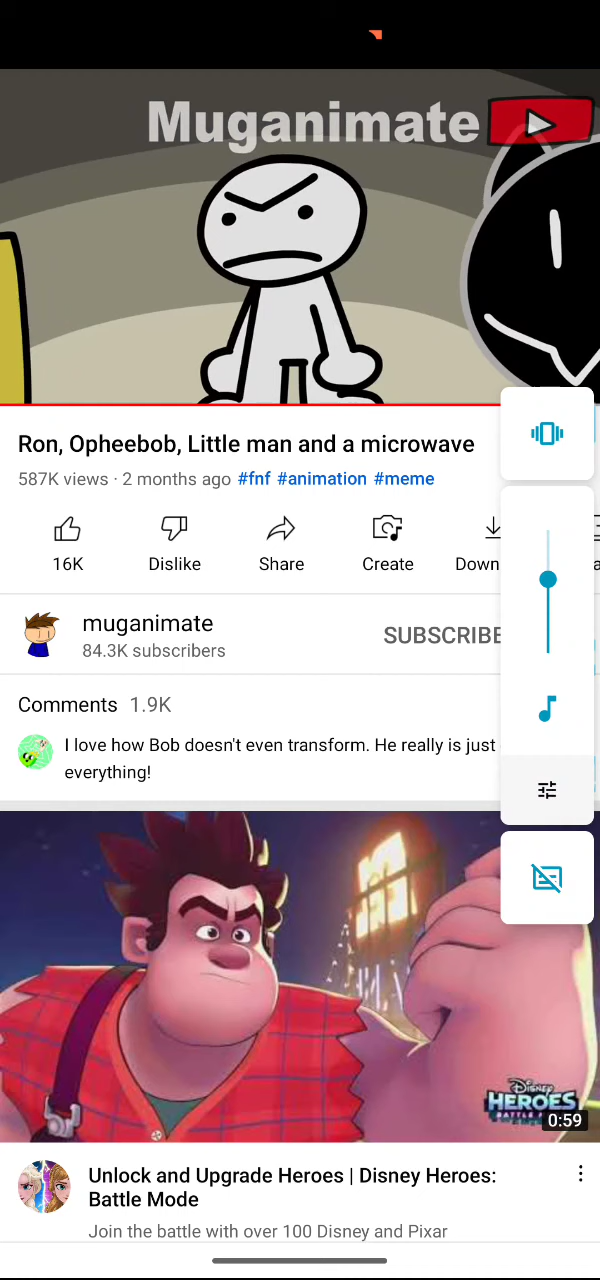 Muganimate
Ron, Opheebob, Little man and a microwave
587K views · 2 months ago #fnf #animation #meme
16K
Dislike
Share
Create
Down
muganimate
SUBSCRIBE
84.3K subscribers
Comments 1.9K
I love how Bob doesn't even transform. He really is just
everything!
Disney
HEROES
BATTLE
0:59
Unlock and Upgrade Heroes | Disney Heroes:
Battle Mode
Join the battle with over 100 Disney and Pixar